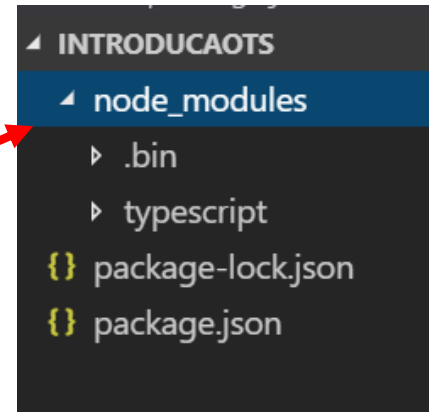 INTRODUCAOTS
node_modules
.bin
typescript
{} package-lock.json
{} package.json